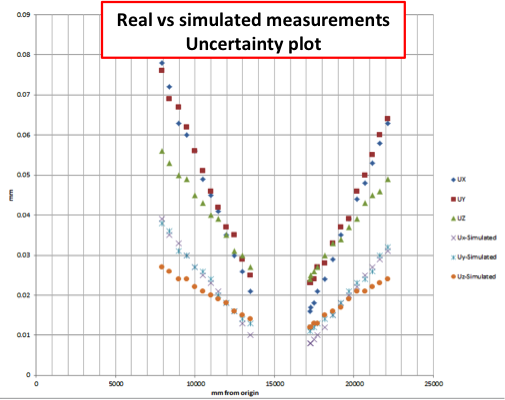 Real vs simulated measurements
Uncertainty plot
0.09
0.08
0.07
0.06
0.05
0.04
0.03
0.02
0.01
0
mm
0 5000 10000 15000 20000 25000
mm from origin
UX
UY
UZ
Ux-Simulated
Uy-Simulated
Uz-Simulated